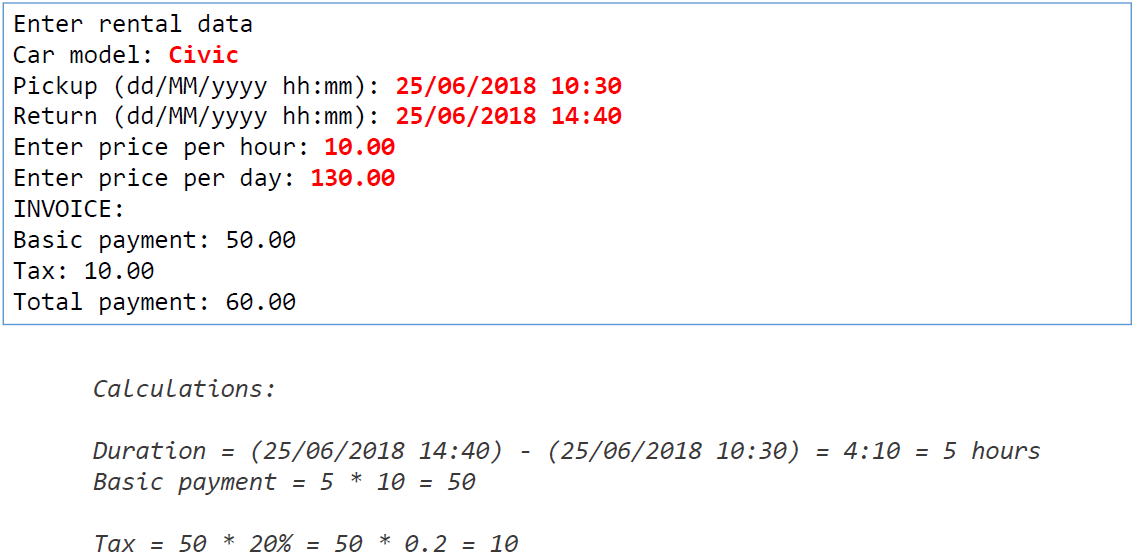 Enter rental data
Car model: Civic
Pickup (dd/MM/yyyy hh:mm): 25/06/2018 10:30
Return (dd/MM/yyyy hh:mm): 25/06/2018 14:40
Enter price per hour: 10.00
Enter price per day: 130.00
INVOICE:
Basic payment: 50.00
Tax: 10.00
Total payment: 60.00
Calculations:
Duration = (25/06/2018 14:40) - (25/06/2018 10:30) = 4:10 = 5 hours
Basic payment = 5 * 10 = 50
Tax = 50 * 20% = 50 * 0.2 = 10